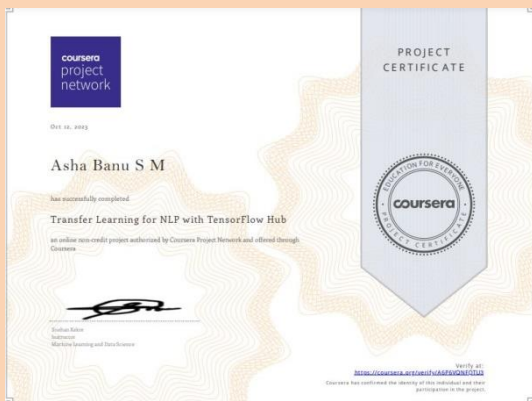 coursera
project
network
Oct 12, 2023
Asha Banu S M
has successfully completed
Transfer Learning for NLP with TensorFlow Hub
an online non-credit project authorized by Coursera Project Network and offered through
Coursera
Instructor
Machine Learning and Data Science
PROJECT
CERTIFICATE
EDUCATION FOR EVERYONE
coursera
PROJECT CERTIFICATE
Verify at:
Coursera has confirmed the identity of this individual and their
participation in the project.